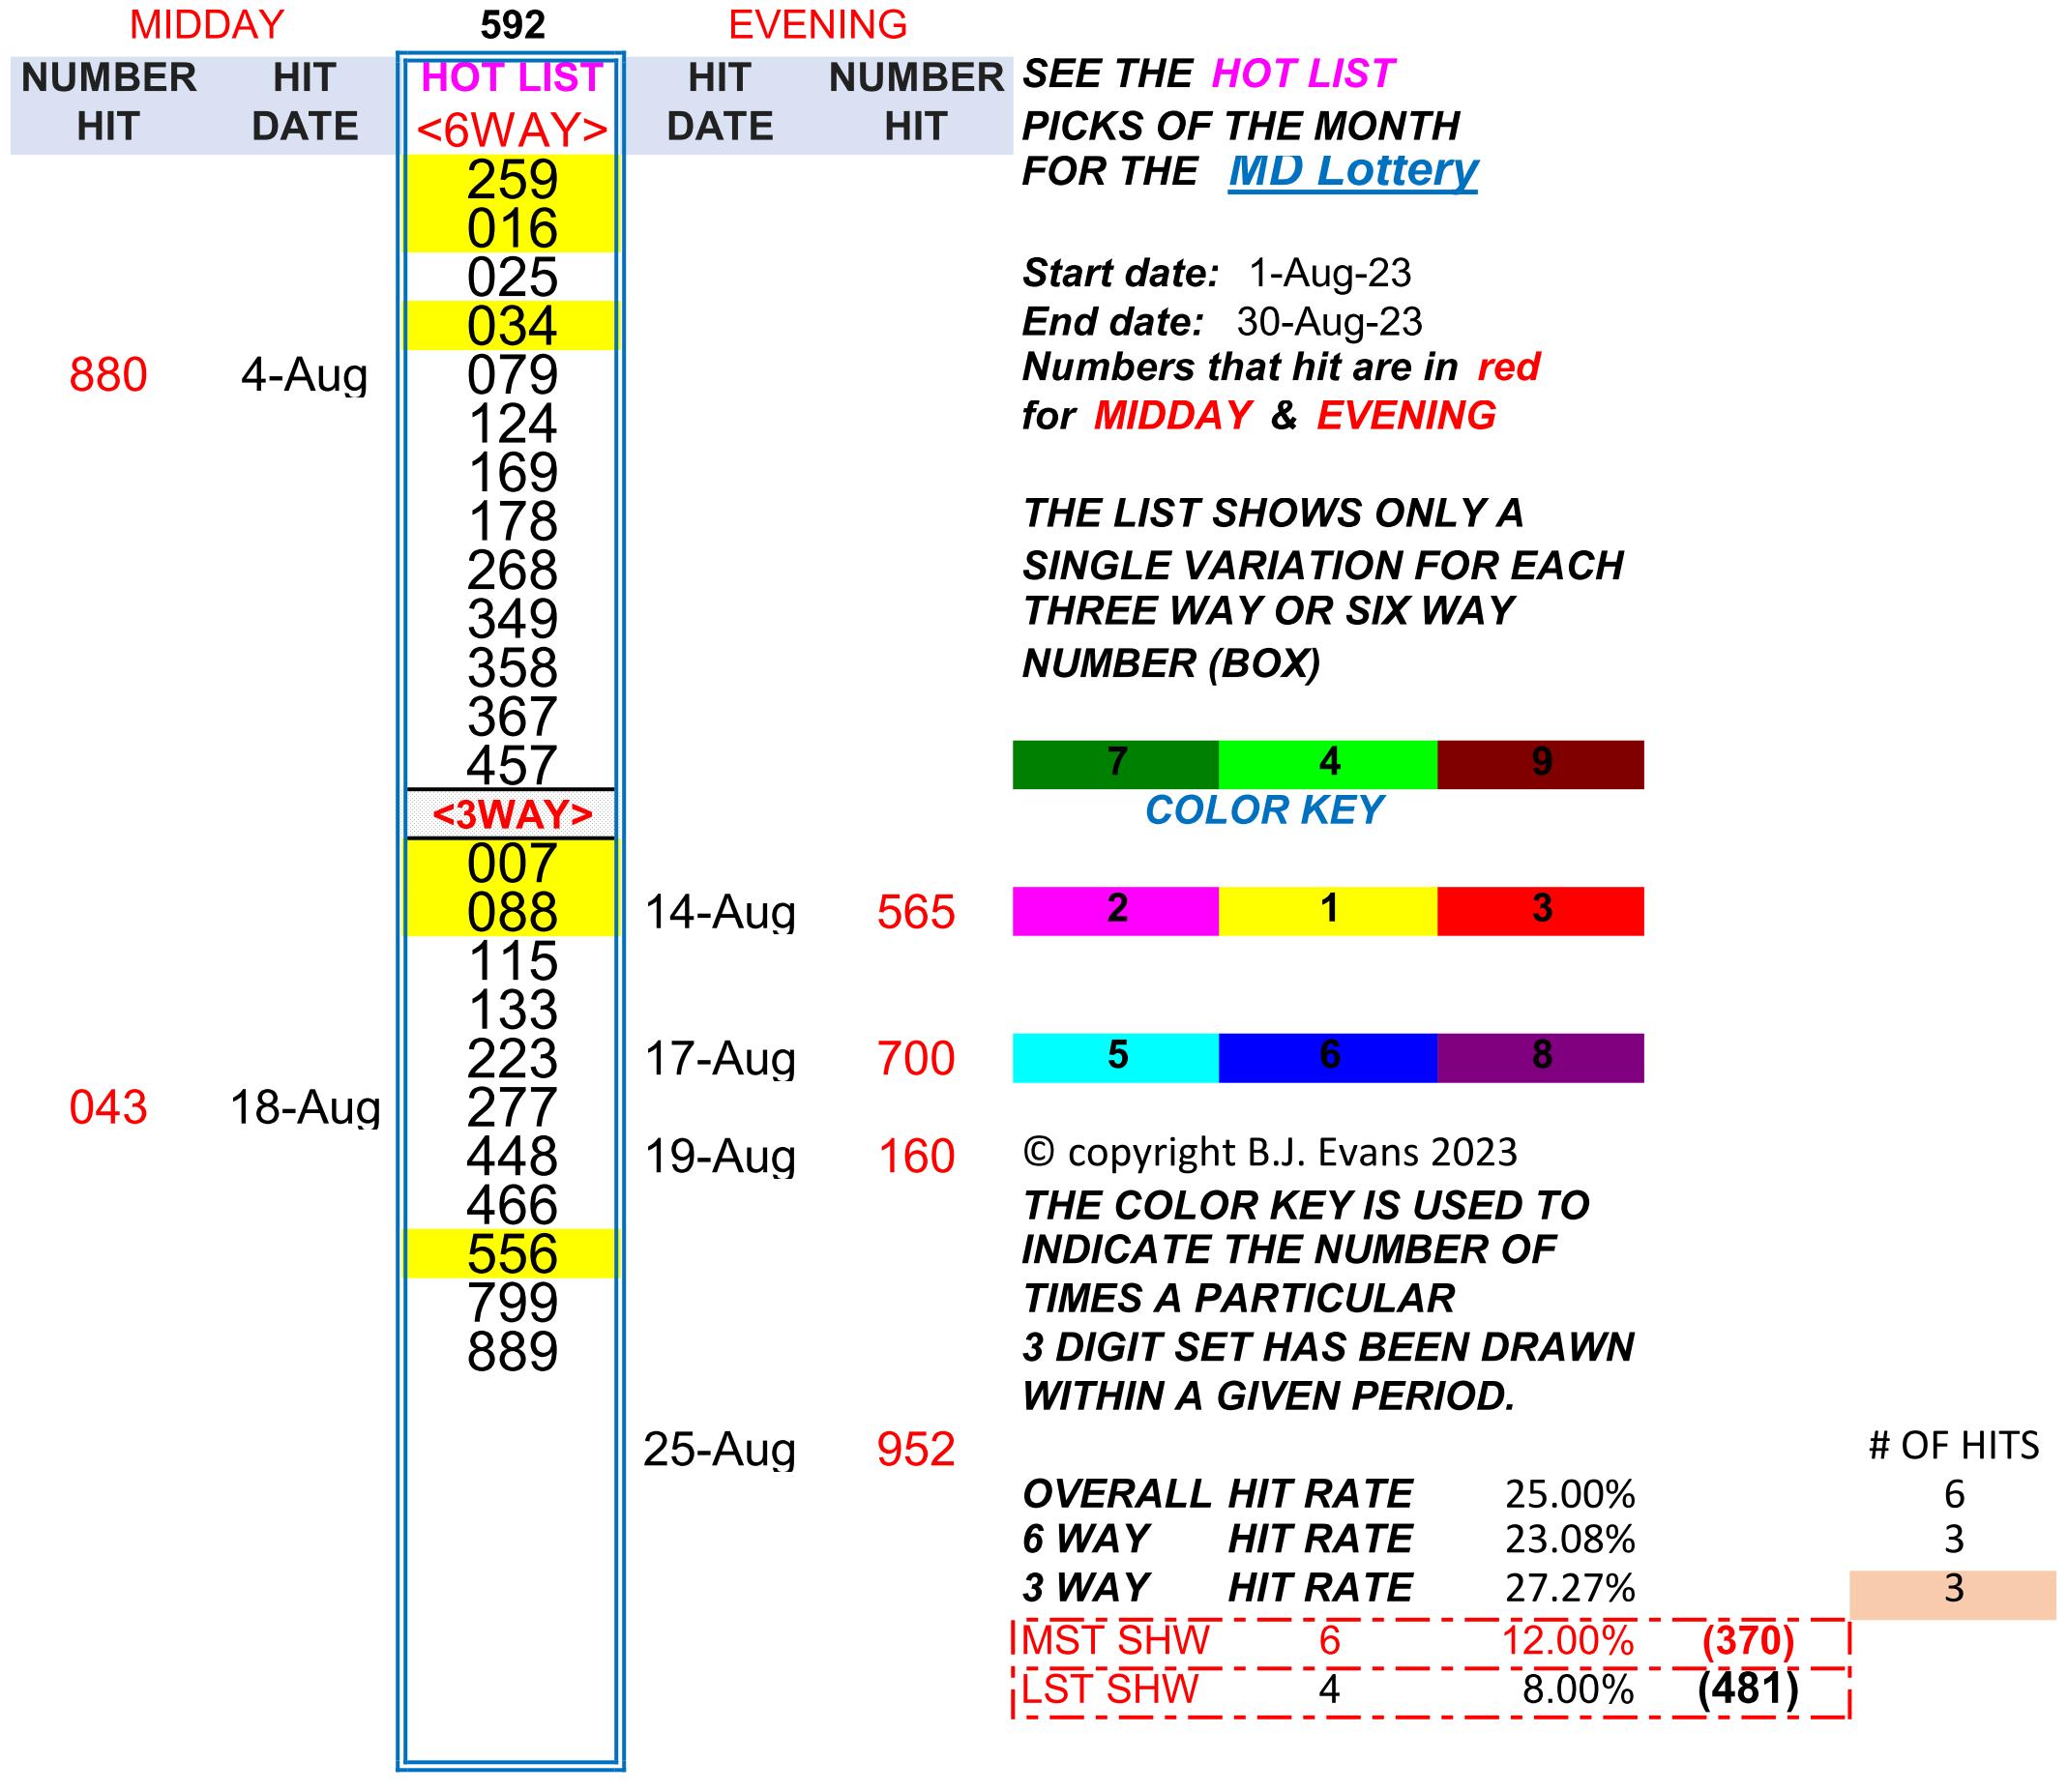 MIDDAY 592 EVENING
NUMBER HIT HOT LIST HIT NUMBER SEE THE HOT LIST
HIT DATE <6WAY> DATE HIT PICKS OF THE MONTH
259 FOR THE MD Lottery
016
025 Start date: 1-Aug-23
034 End date: 30-Aug-23
880 4-Aug 079 Numbers that hit are in red
124 for MIDDAY & EVENING
169
178 THE LIST SHOWS ONLY A
268 SINGLE VARIATION FOR EACH
349 THREE WAY OR SIX WAY
358 NUMBER (BOX)
367
457 7 4 9
<3WAY> COLOR KEY
007
088 14-Aug 565 2 1 3
115
133
223 17-Aug 700 5 6 8
043 18-Aug 277
448 19-Aug 160 © copyright B.J. Evans 2023
466 THE COLOR KEY IS USED TO
556 INDICATE THE NUMBER OF
799 TIMES A PARTICULAR
889 3 DIGIT SET HAS BEEN DRAWN
WITHIN A GIVEN PERIOD.
25-Aug 952 # OF HITS
OVERALL HIT RATE 25.00% 6
6 WAY HIT RATE 23.08% 3
3 WAY HIT RATE 27.27% 3
MST SHW 6 12.00% (370)
LST SHW 4 8.00% (481)